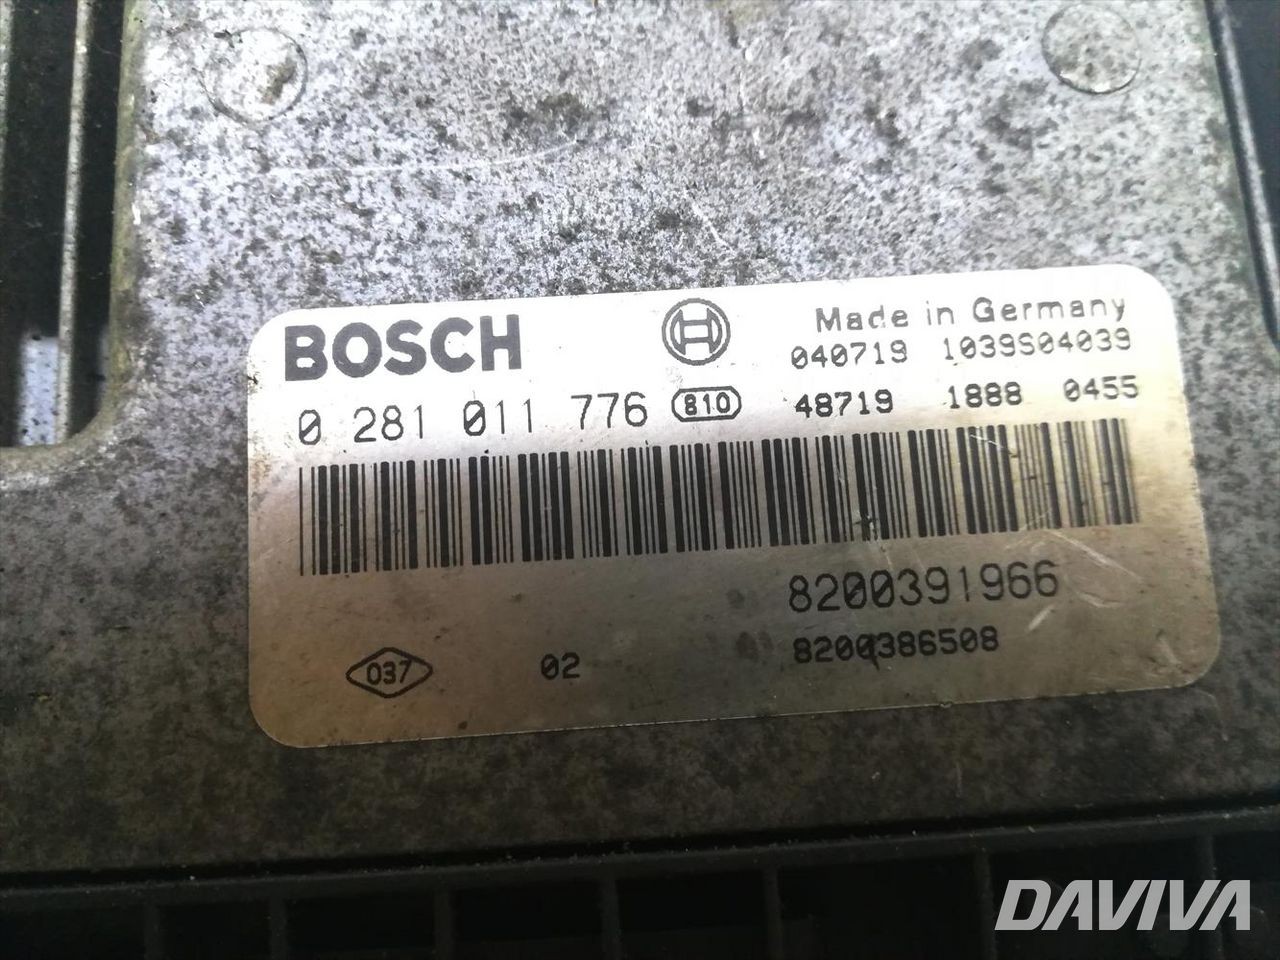 BOSCH
Made in Germany
040719 1039S04039
0 281 011 776 810 48719 1888 0455
8200391966
037 02 8200386508
DAVIVA